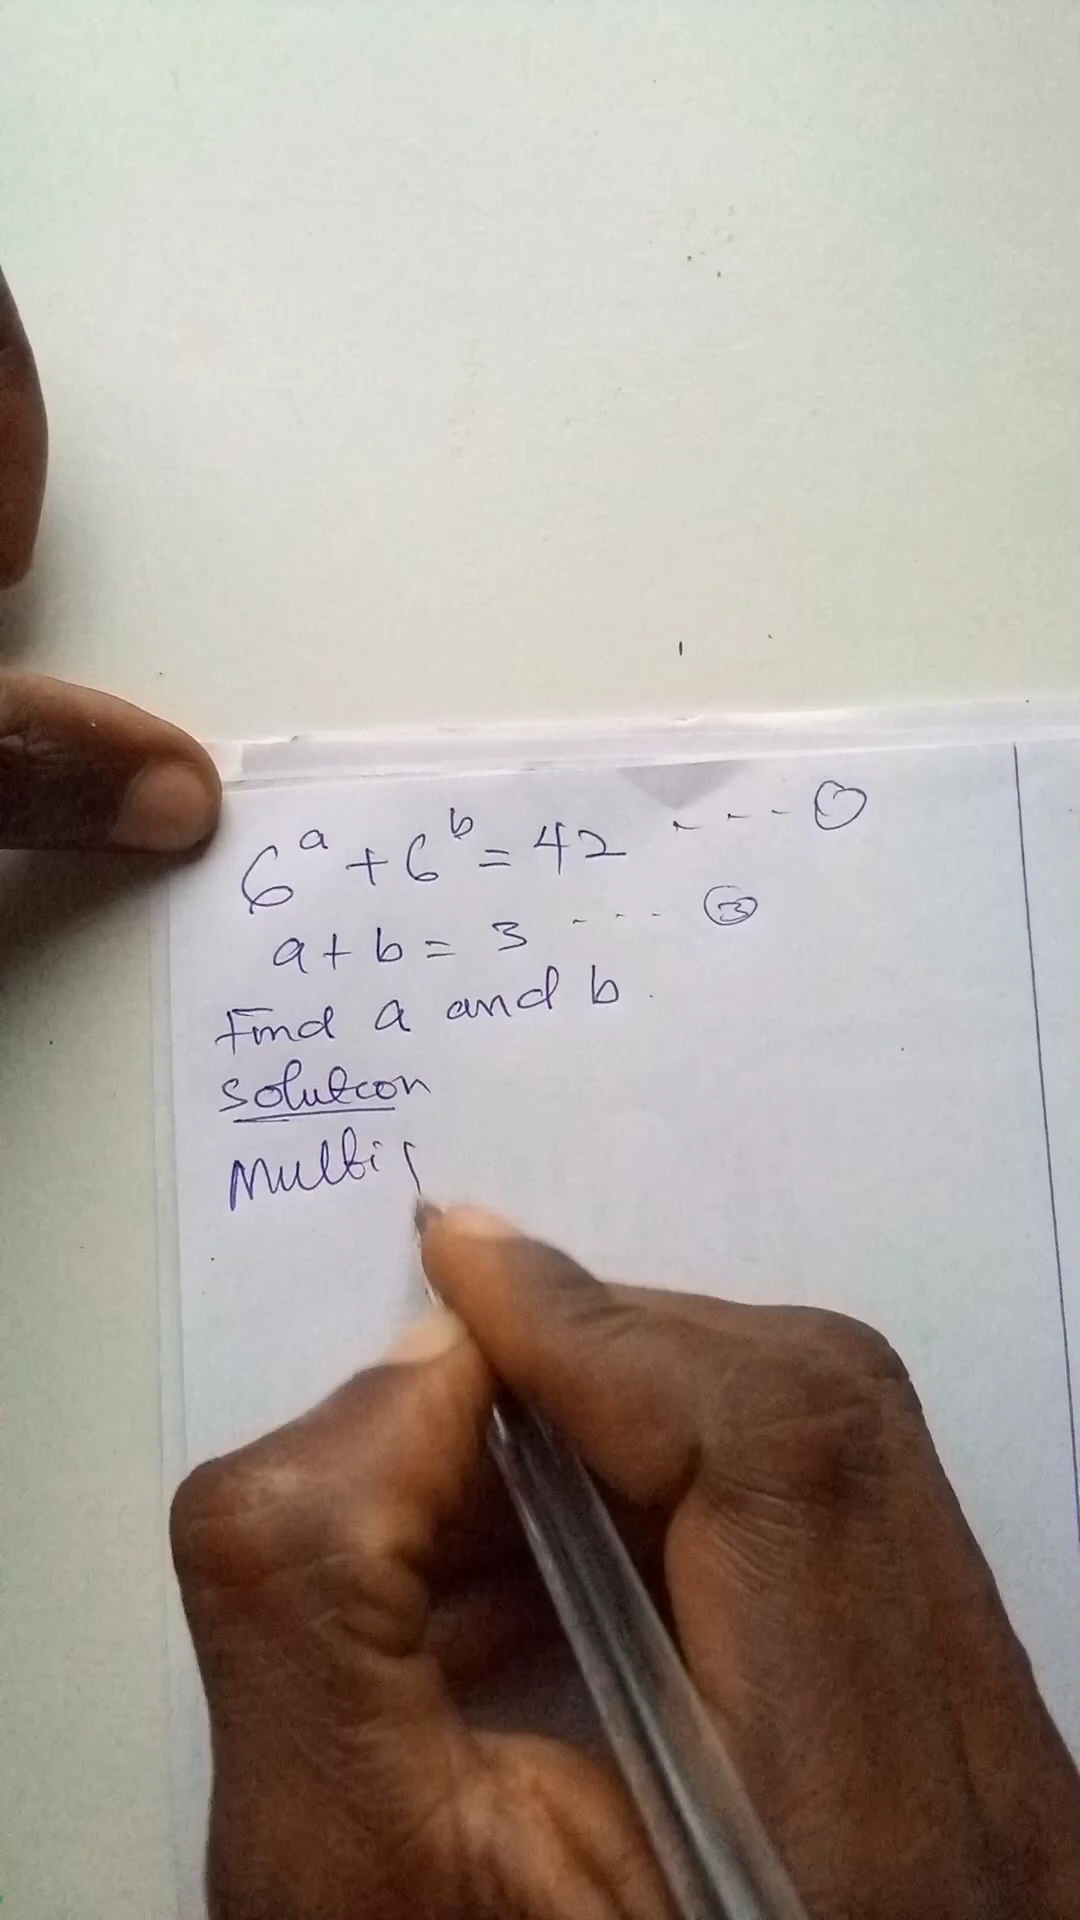 6^a + 6^b = 42 ---- ①
a + b = 3 --- ②
Find a and b.
Solution
Multi